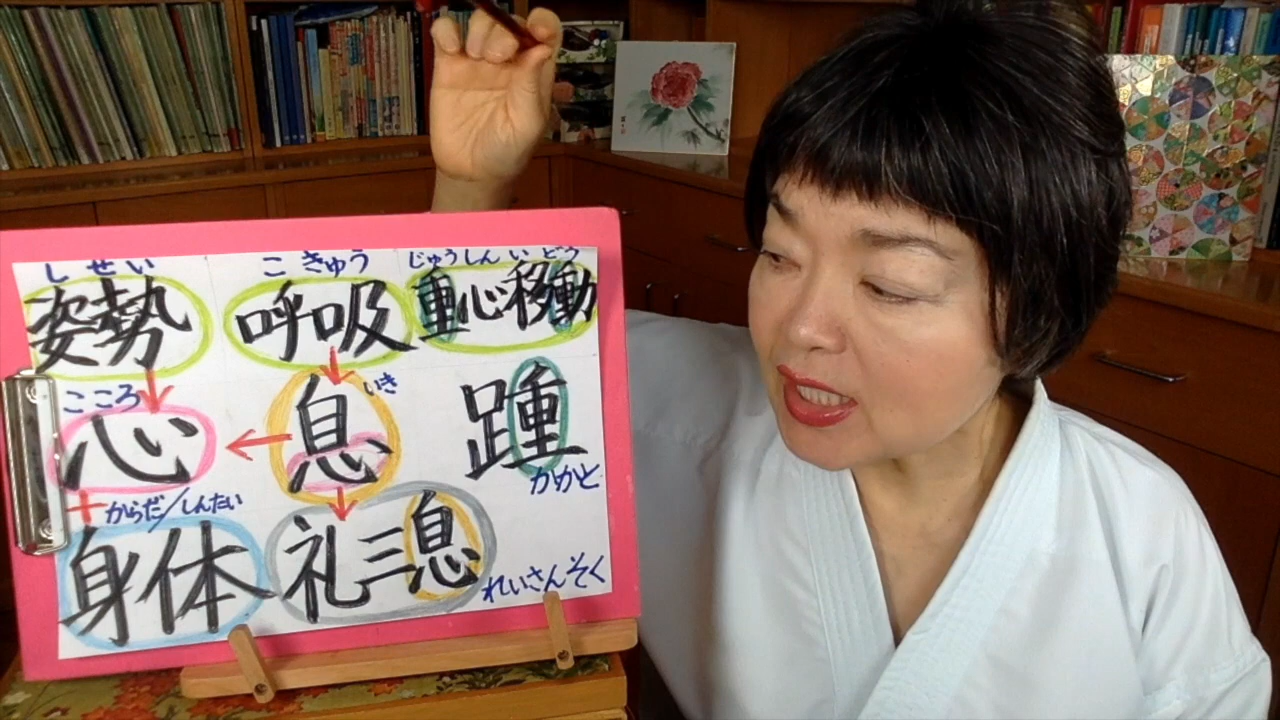 しせい こきゅう じゅうしんいどう
姿勢 呼吸 重心移動
こころ いき
心 息 踵
かかと
+ からだ/しんたい
身体 礼三息
れいさんそく